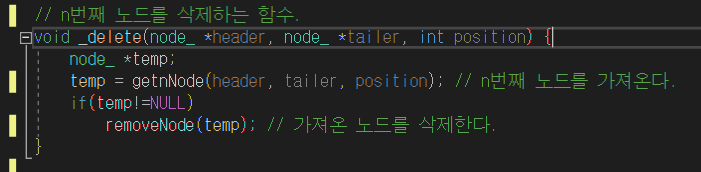 // n번째 노드를 삭제하는 함수.
void _delete(node_ *header, node_ *tailer, int position) {
node_ *temp;
temp = getnNode(header, tailer, position); // n번째 노드를 가져온다.
if(temp!=NULL)
removeNode(temp); // 가져온 노드를 삭제한다.
}